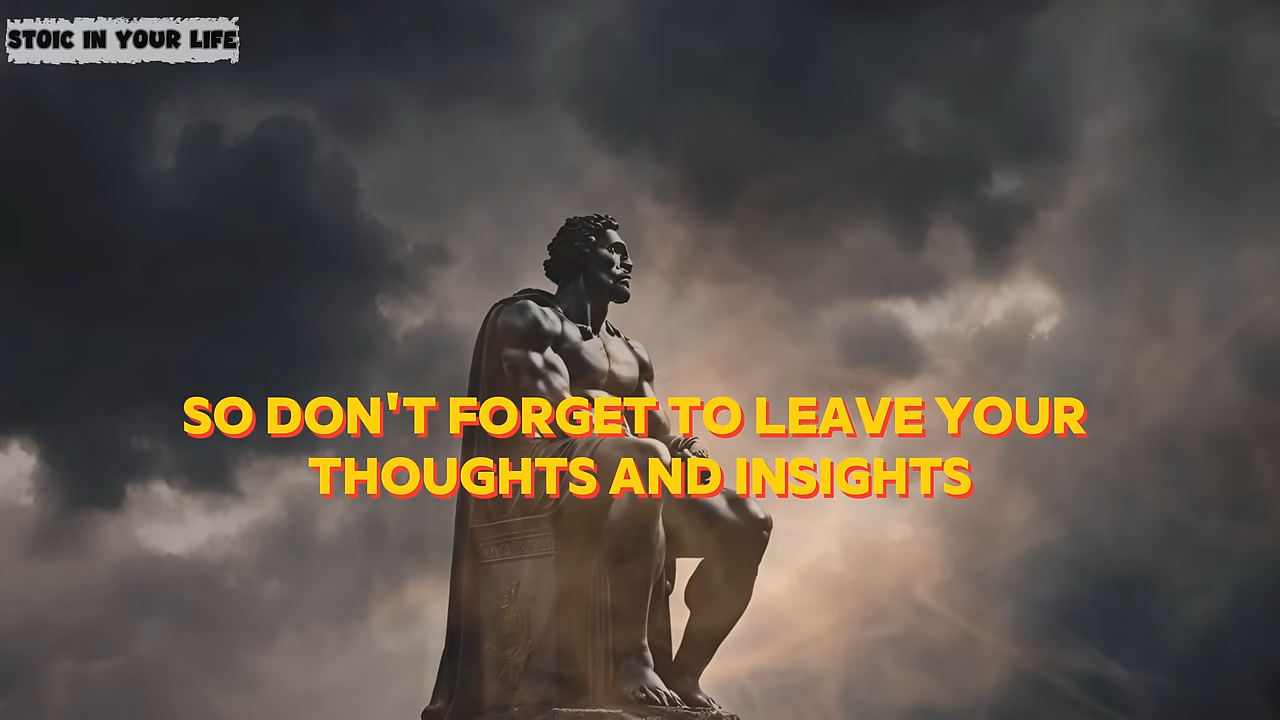 STOIC IN YOUR LIFE
SO DON'T FORGET TO LEAVE YOUR
THOUGHTS AND INSIGHTS